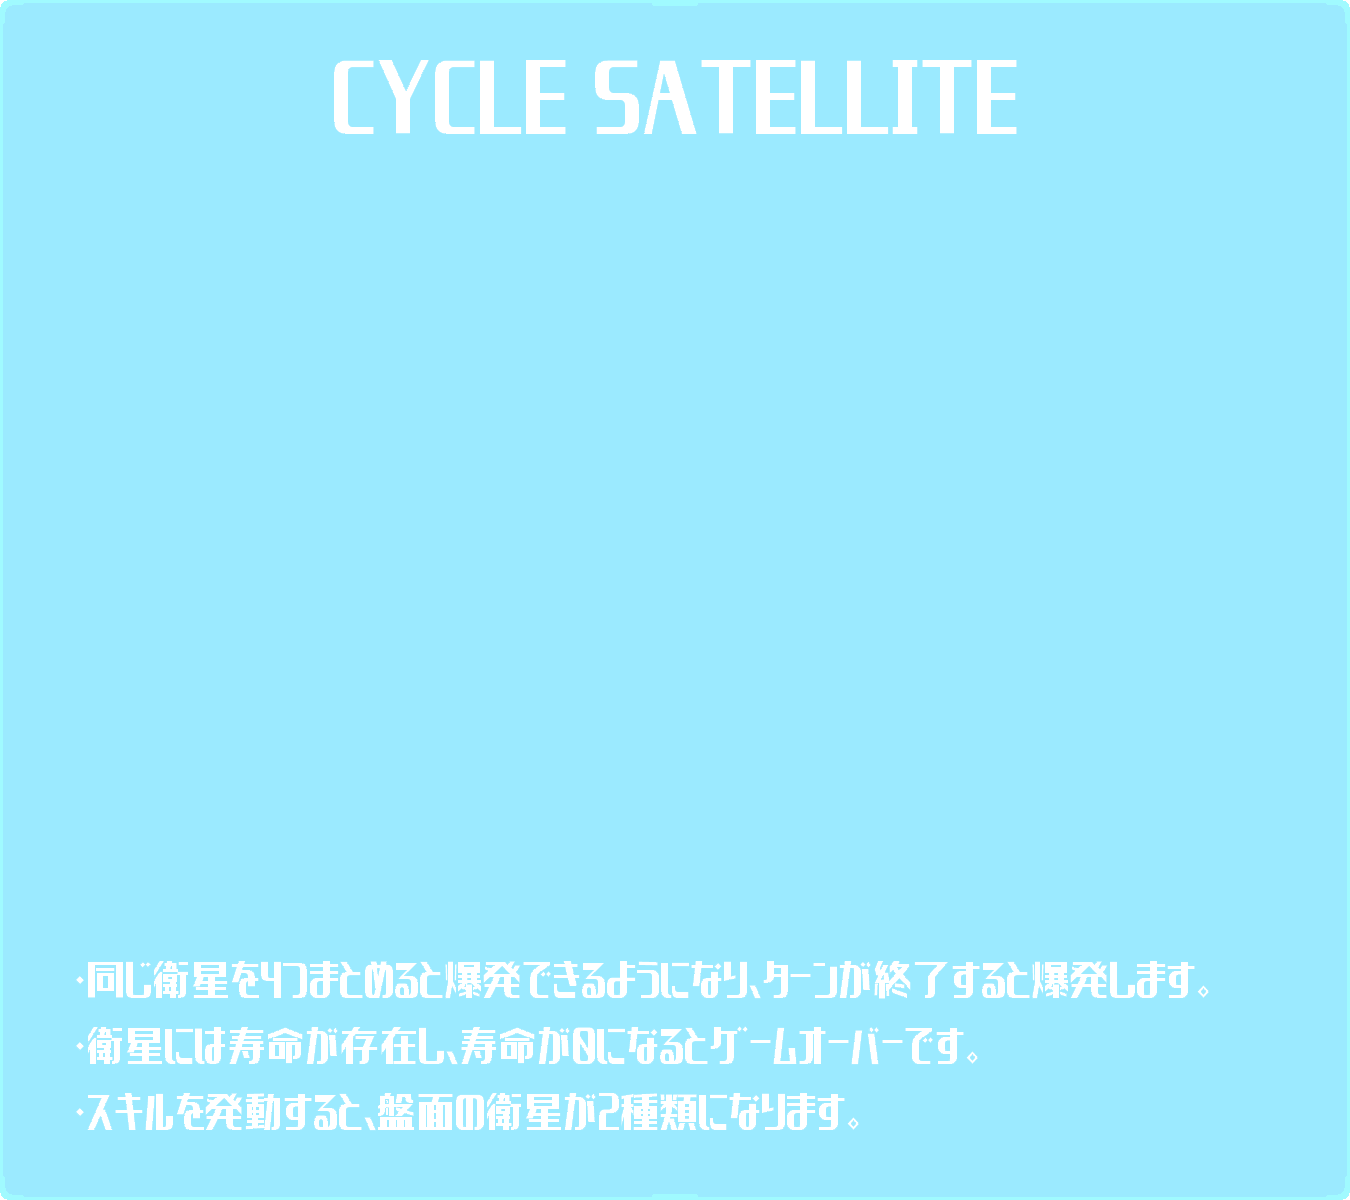 CYCLE SATELLITE
・同じ衛星を4つまとめると爆発できるようになり、ターンが終了すると爆発します。
・衛星には寿命が存在し、寿命が0になるとゲームオーバーです。
・スキルを発動すると、盤面の衛星が2種類になります。